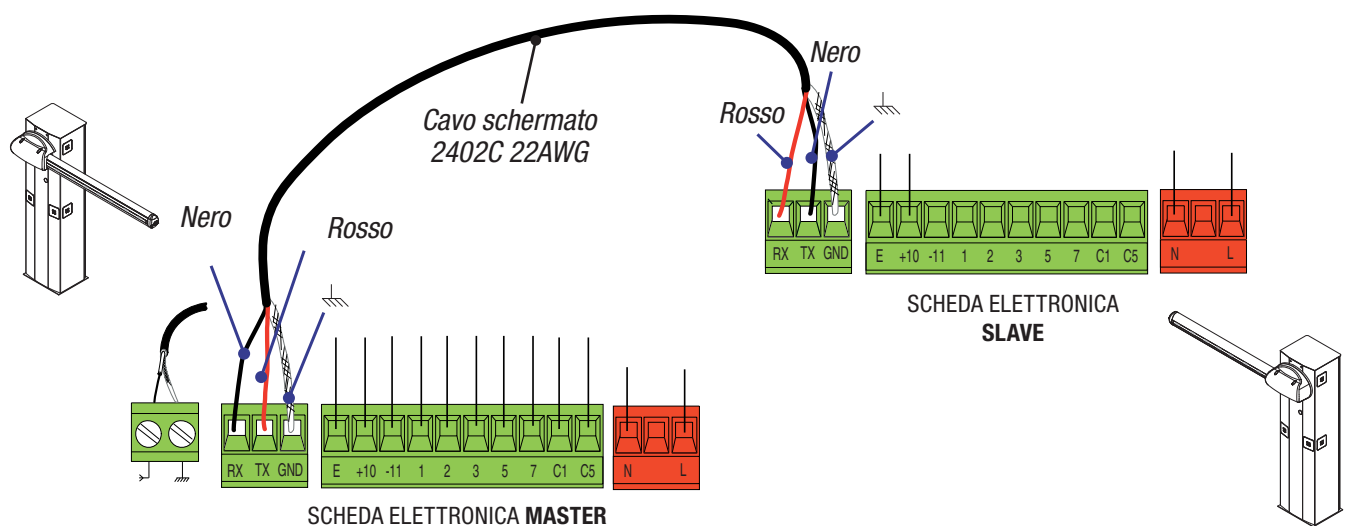 Nero
Cavo schermato
2402C 22AWG
Rosso
RX TX GND
E +10 -11 1 2 3 5 7 C1 C5
N L
SCHEDA ELETTRONICA
SLAVE
Nero
Rosso
RX TX GND
E +10 -11 1 2 3 5 7 C1 C5
N L
SCHEDA ELETTRONICA MASTER